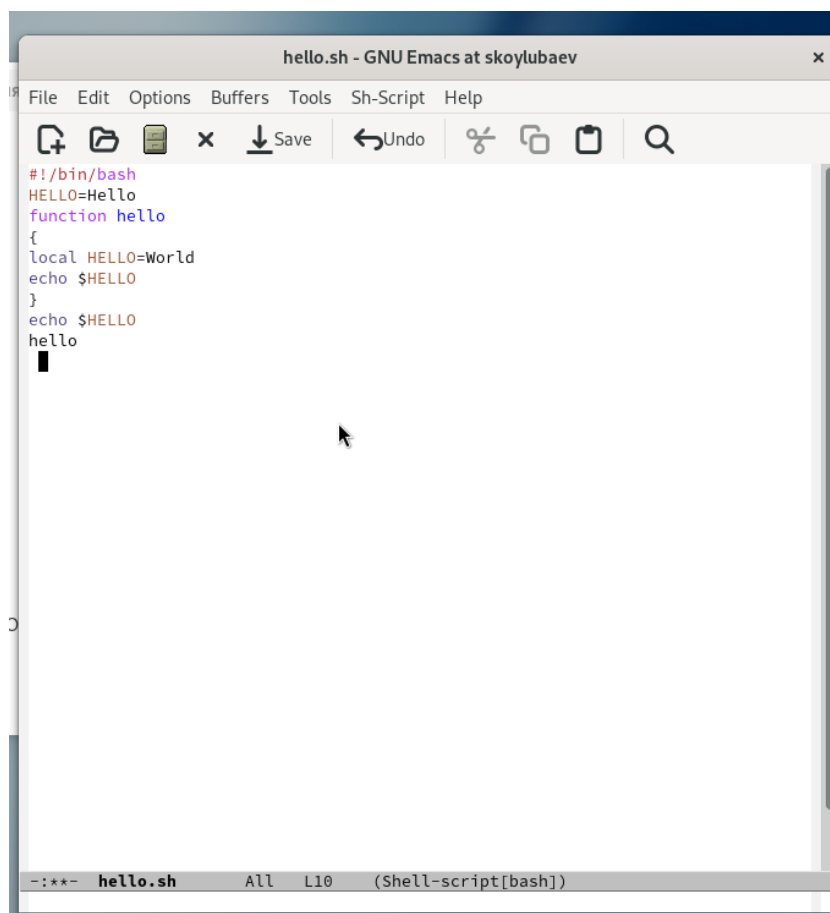 hello.sh - GNU Emacs at skoylubaev
File Edit Options Buffers Tools Sh-Script Help
Save Undo
#!/bin/bash
HELLO=Hello
function hello
{
local HELLO=World
echo $HELLO
}
echo $HELLO
hello
-:**- hello.sh All L10 (Shell-script[bash])